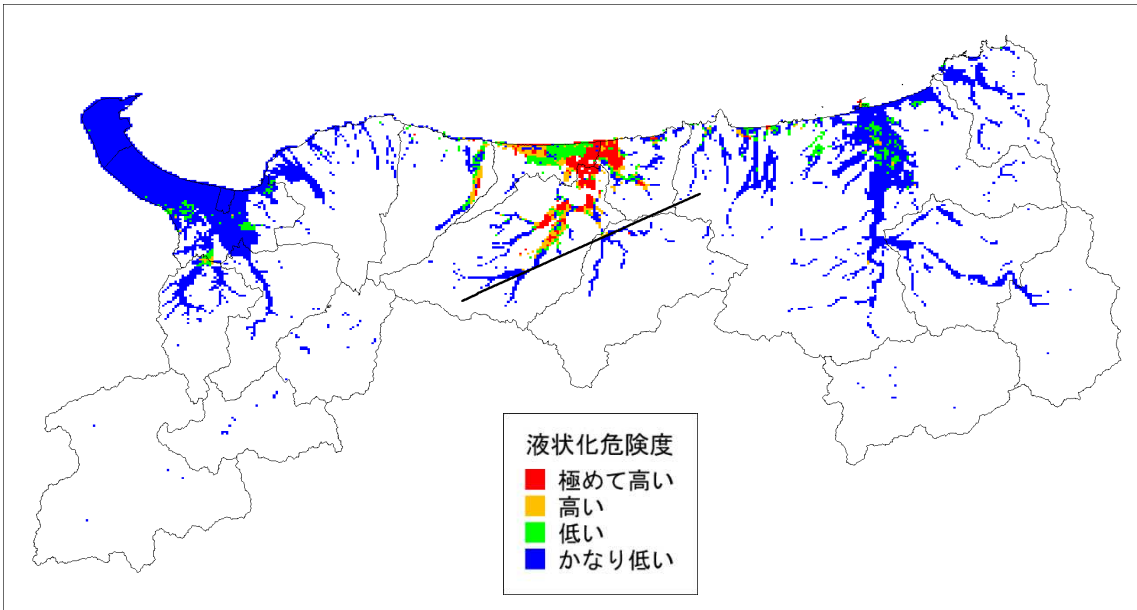 液状化危険度
極めて高い
高い
低い
かなり低い